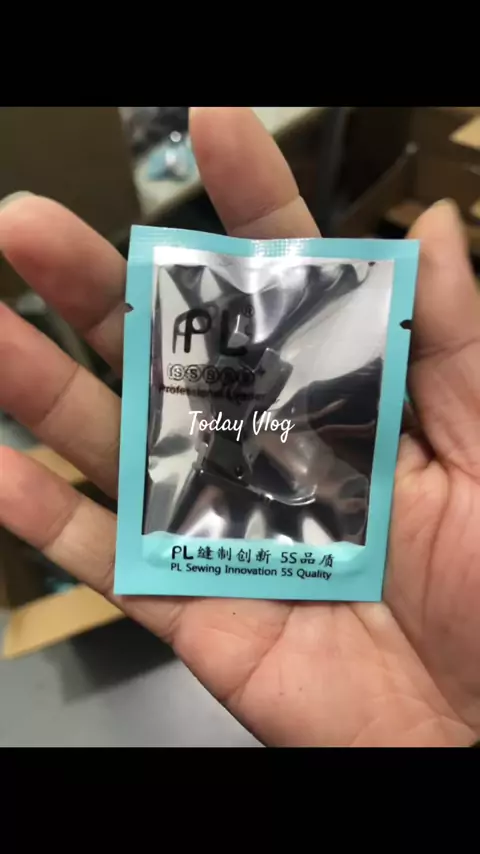 PL®
SSSSS+
Professional
Today Vlog
PL缝制创新 5S品质
PL Sewing Innovation 5S Quality